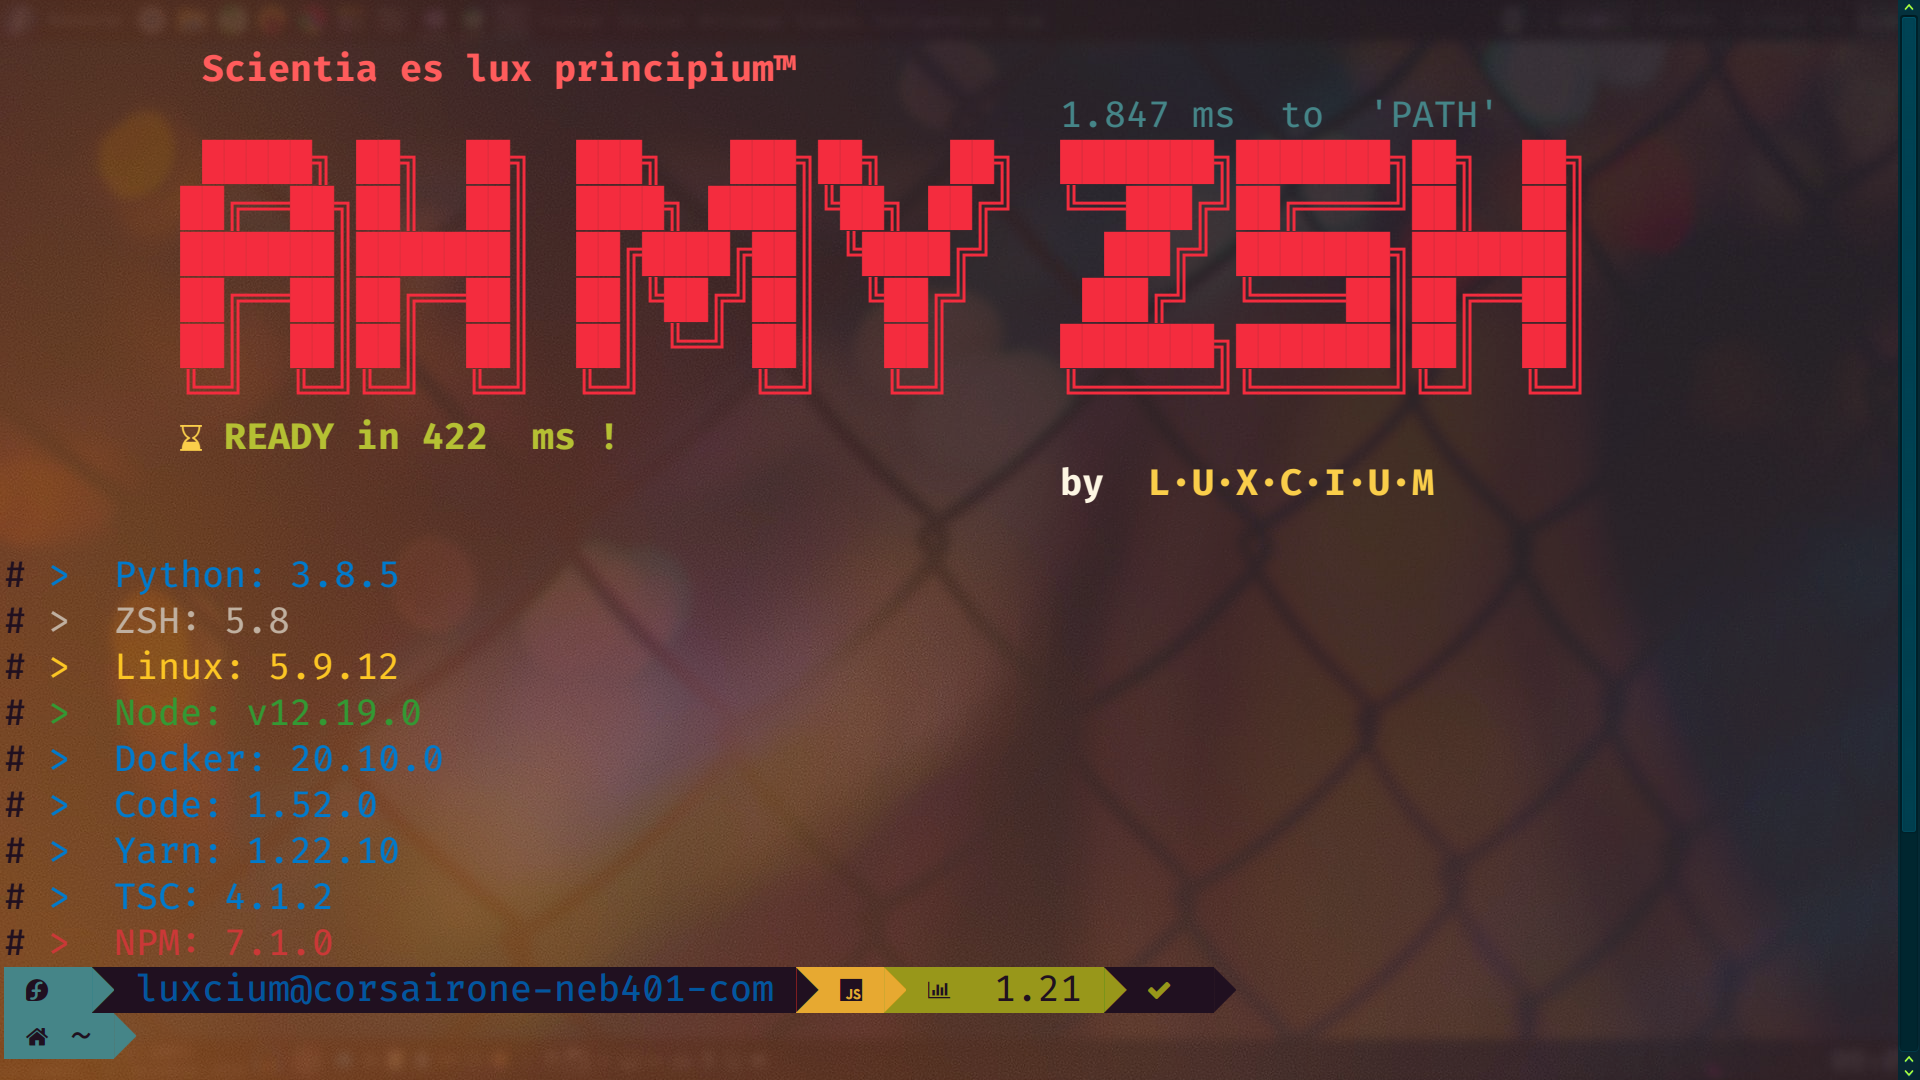 Scientia es lux principium™
1.847 ms to 'PATH'
AH MY ZSH
READY in 422 ms !
by L·U·X·C·I·U·M
# > Python: 3.8.5
# > ZSH: 5.8
# > Linux: 5.9.12
# > Node: v12.19.0
# > Docker: 20.10.0
# > Code: 1.52.0
# > Yarn: 1.22.10
# > TSC: 4.1.2
# > NPM: 7.1.0
luxcium@corsairone-neb401-com JS 1.21
~